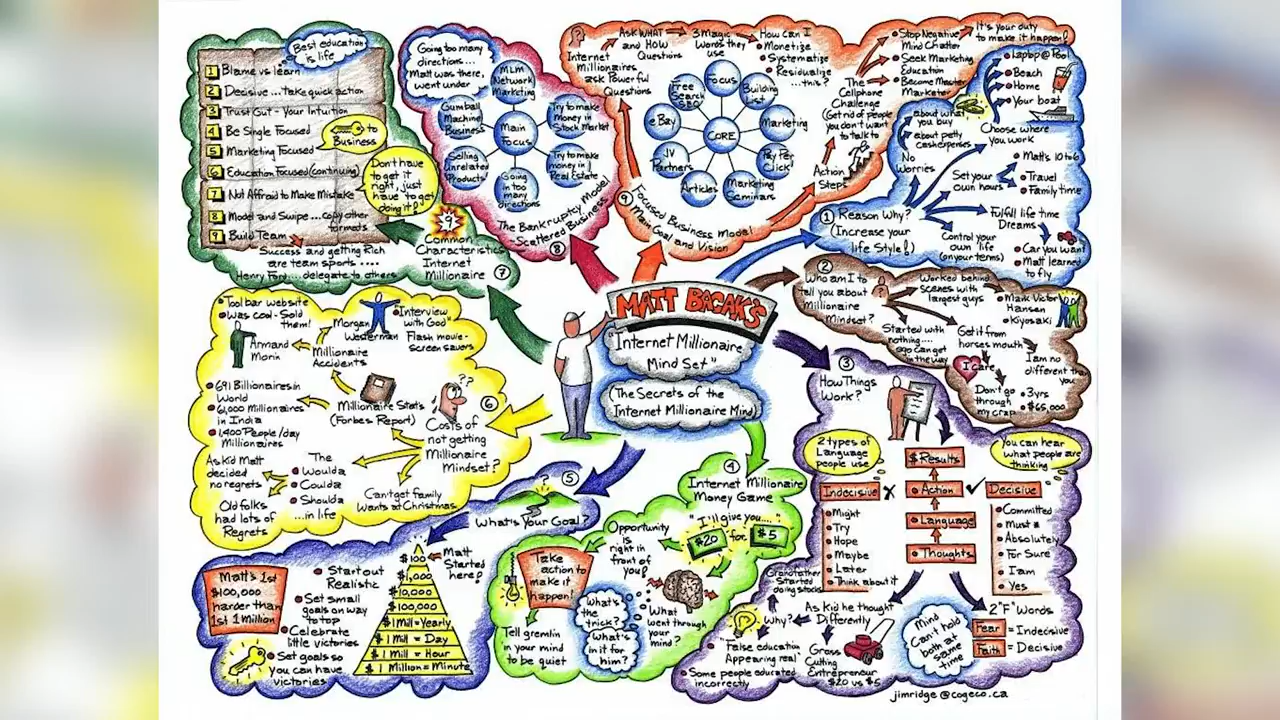 MATT BAGAK'S
"Internet Millionaire
Mind Set"
(The Secrets of the
Internet Millionaire Mind)
1 Reason Why?
(Increase your
life Style!)
No
Worries
about what
you buy
about petty
cash expenses
Choose where
you work
Laptop @ Pool
Beach
Home
Your boat
Set your
own hours
Matt's 10 to 6
Travel
Family time
Fulfill life time
Dreams
Car you want
Matt learned
to fly
Control your
own life
(on your terms)
2
Who am I to
tell you about
Millionaire
Mindset?
Worked behind
scenes with
largest guys
Mark Victor
Hansen
Kiyosaki
Started with
nothing....
ego can get
in the way
Get it from
horses mouth
I am no
different than
you
I care
Don't go
through
my crap
3yrs
$65,000
3
How Things
Work?
2 types of
Language
people use
You can hear
what people are
thinking
$ Results
Indecisive
Action
Decisive
Language
Thoughts
Might
Try
Hope
Maybe
Later
Think about it
Committed
Must
Absolutely
For Sure
I am
Yes
Mind
Can't hold
both at
same
time
2 "F" Words
Fear = Indecisive
Faith = Decisive
As kid he thought
Differently
Grandfather
Started
doing stocks
Why?
"False education
Appearing real"
Some people educated
incorrectly
Grass
Cutting
Entrepreneur
$20 vs $5
4
Internet Millionaire
Money Game
"I'll give you...."
$20 for $5
Opportunity
is
right in
front of
you!
Take
action to
make it
happen!
What
went through
your
mind?
What's
the
trick?
What's
in it for
him?
Tell gremlin
in your mind
to be quiet
5
What's Your Goal?
Matt
Started
here!
$100
$1,000
$10,000
$100,000
$1 Mill = Yearly
$1 Mill = Day
$1 Mill = Hour
$1 Million = Minute
Matt's 1st
$100,000
harder than
1st 1 Million
Start out
Realistic
Set small
goals on way
to top
Celebrate
little victories
Set goals so
you can have
victories
6
Costs of
not getting
Millionaire
Mindset?
??
Tool bar website
Was cool - Sold
them!
Armand
Morin
Morgan
Westerman
"Interview
with God"
Flash movie -
Screen savers
Millionaire
Accidents
Millionaire Stats
(Forbes Report)
691 Billionaires in
World
61,000 Millionaires
in India
1,400 People/day
Millionaires
As kid Matt
decided
no regrets
Old folks
had lots of
Regrets
The
Woulda
Coulda
Shoulda
...in life
Can't get family
Wants at Christmas
7
9
Common
Characteristics
Internet
Millionaire
Best education
is life
1 Blame vs learn
2 Decisive ...take quick action
3 Trust Gut - Your Intuition
4 Be Single Focused
5 Marketing Focused
6 Education Focused (continuing)
7 Not Affraid to Make Mistake
8 Model and Swipe ...copy other
formats
9 Build Team
Key to
Business
Don't have
to get it
right, just
have to get
doing it!
Success and getting Rich
are team sports ....
Henry Ford....delegate to others
8
The Bankruptcy Model
Scattered Business
Going too many
directions...
Matt was there,
went under
Main
Focus
MLM
Network
Marketing
Try to make
money in
Stock Market
Try to make
money in
Real Estate
Going
in too
many
directions
Selling
Unrelated
Products
Gumball
Machine
Business
9
Focused Business Model
Main Goal and Vision
CORE
Focus
Building
List
Marketing
Pay Per
Click
Marketing
Seminars
Articles
JV
Partners
eBay
Free
Search
SEO
Internet
Millionaires
ask Powerful
Questions
Ask WHAT
and How
Questions
3 Magic
Words they
use
How can I
Monetize
Systematize
Residualize
...this?
Action
Steps
The
Cellphone
Challenge
(Get rid of people
you don't want
to talk to
Stop Negative
Mind Chatter
Seek Marketing
Education
Become Master
Marketer
It's your duty
to make it happen!
jimridge@cogeco.ca